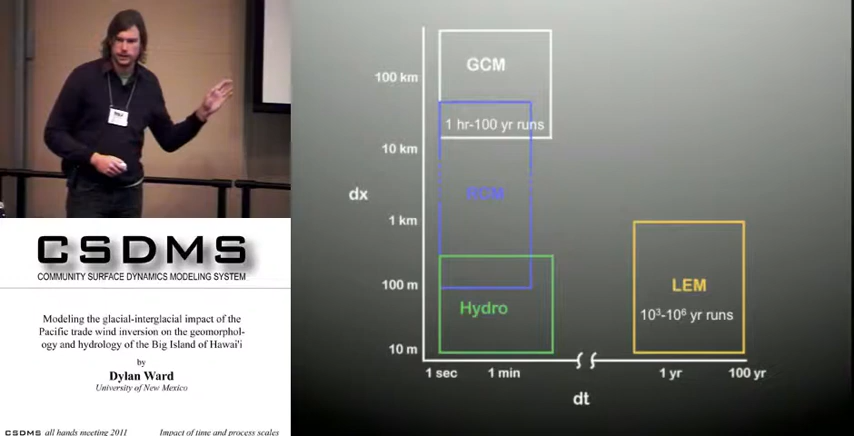 CSDMS
COMMUNITY SURFACE DYNAMICS MODELING SYSTEM
Modeling the glacial-interglacial impact of the
Pacific trade wind inversion on the geomorphol-
ogy and hydrology of the Big Island of Hawai'i
by
Dylan Ward
University of New Mexico
CSDMS all hands meeting 2011 Impact of time and process scales
GCM
100 km
1 hr-100 yr runs
10 km
dx
RCM
1 km
100 m
LEM
Hydro
10³-10⁶ yr runs
10 m
1 sec 1 min 1 yr 100 yr
dt